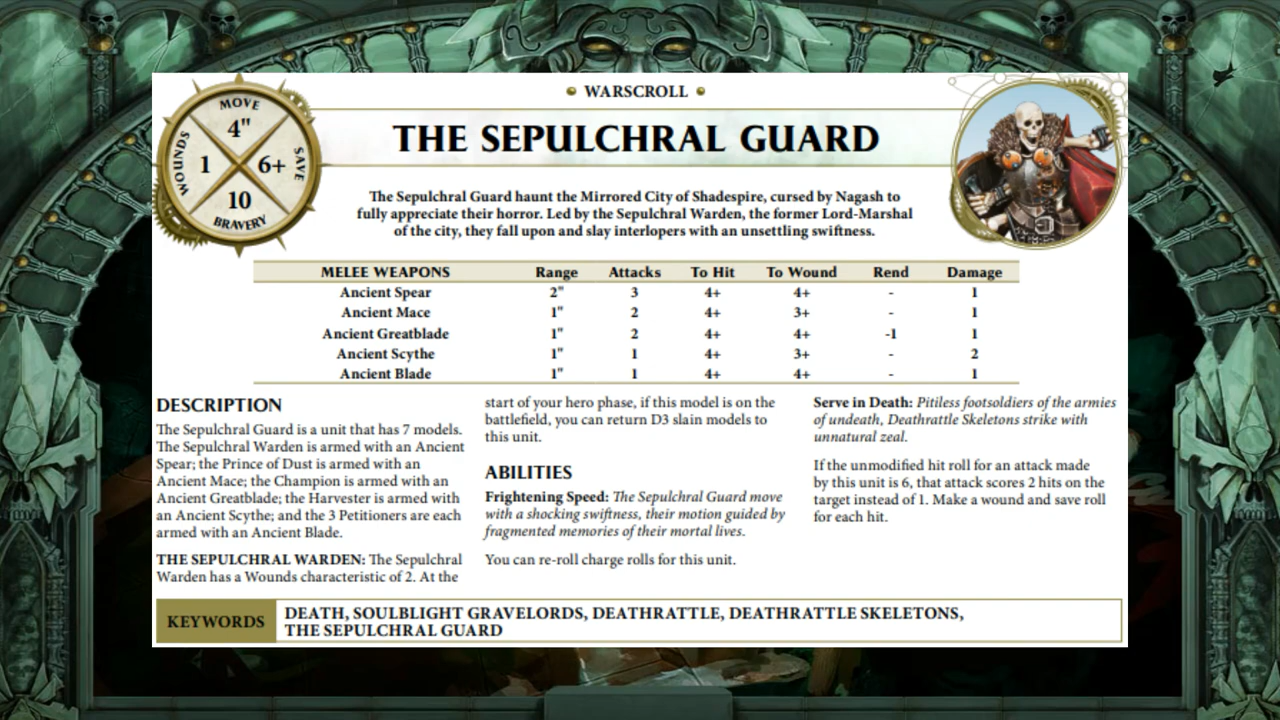 WARSCROLL
THE SEPULCHRAL GUARD
MOVE
4"
WOUNDS
1
6+
SAVE
10
BRAVERY
The Sepulchral Guard haunt the Mirrored City of Shadespire, cursed by Nagash to
fully appreciate their horror. Led by the Sepulchral Warden, the former Lord-Marshal
of the city, they fall upon and slay interlopers with an unsettling swiftness.
MELEE WEAPONS Range Attacks To Hit To Wound Rend Damage
Ancient Spear 2" 3 4+ 4+ - 1
Ancient Mace 1" 2 4+ 3+ - 1
Ancient Greatblade 1" 2 4+ 4+ -1 1
Ancient Scythe 1" 1 4+ 3+ - 2
Ancient Blade 1" 1 4+ 4+ - 1
DESCRIPTION
The Sepulchral Guard is a unit that has 7 models.
The Sepulchral Warden is armed with an Ancient
Spear; the Prince of Dust is armed with an
Ancient Mace; the Champion is armed with an
Ancient Greatblade; the Harvester is armed with
an Ancient Scythe; and the 3 Petitioners are each
armed with an Ancient Blade.
THE SEPULCHRAL WARDEN: The Sepulchral
Warden has a Wounds characteristic of 2. At the
start of your hero phase, if this model is on the
battlefield, you can return D3 slain models to
this unit.
ABILITIES
Frightening Speed: The Sepulchral Guard move
with a shocking swiftness, their motion guided by
fragmented memories of their mortal lives.
You can re-roll charge rolls for this unit.
Serve in Death: Pitiless footsoldiers of the armies
of undeath, Deathrattle Skeletons strike with
unnatural zeal.
If the unmodified hit roll for an attack made
by this unit is 6, that attack scores 2 hits on the
target instead of 1. Make a wound and save roll
for each hit.
KEYWORDS
DEATH, SOULBLIGHT GRAVELORDS, DEATHRATTLE, DEATHRATTLE SKELETONS,
THE SEPULCHRAL GUARD